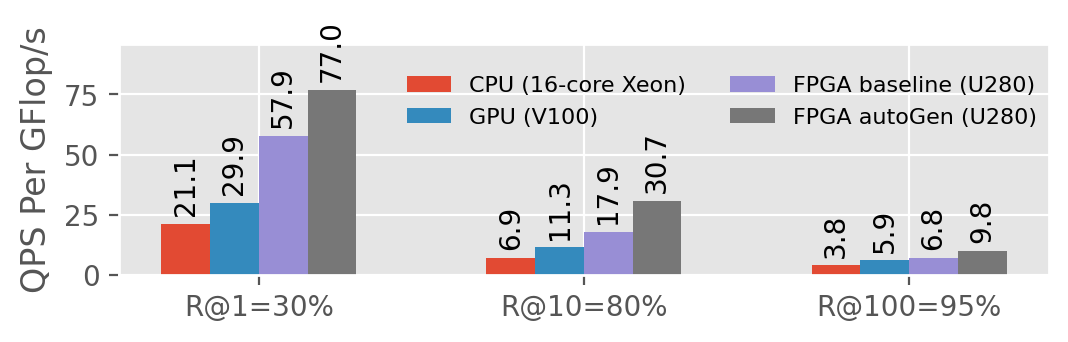 QPS Per GFlop/s
75
50
25
0
CPU (16-core Xeon)
GPU (V100)
FPGA baseline (U280)
FPGA autoGen (U280)
21.1
29.9
57.9
77.0
6.9
11.3
17.9
30.7
3.8
5.9
6.8
9.8
R@1=30%
R@10=80%
R@100=95%